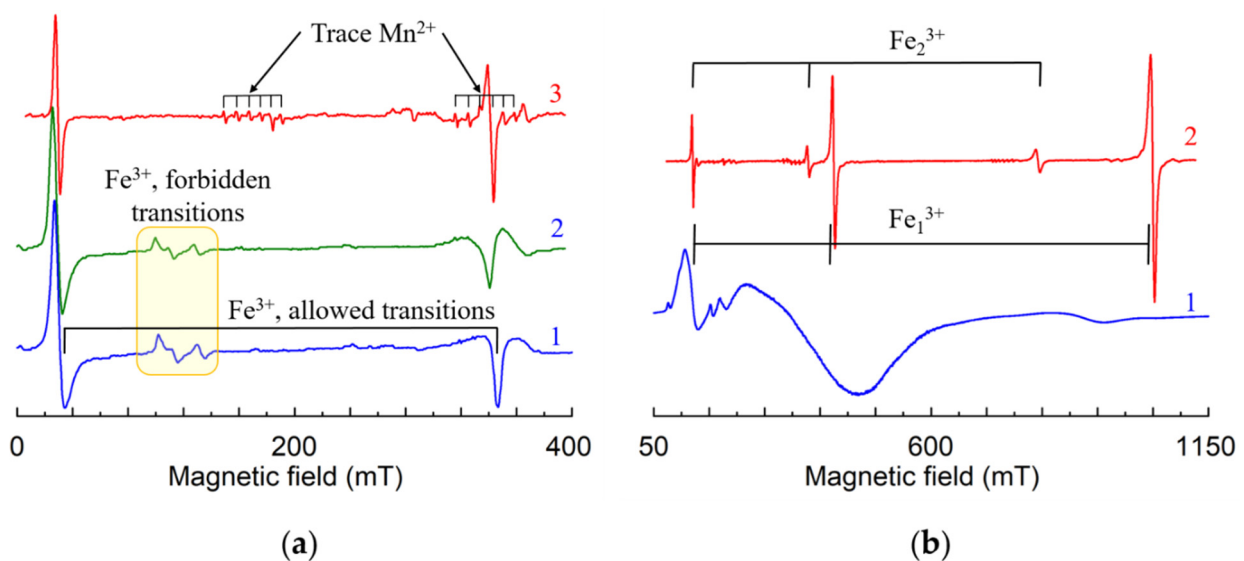 Trace Mn²⁺
3
Fe³⁺, forbidden
transitions
2
Fe³⁺, allowed transitions
1
0
200
400
Magnetic field (mT)
(a)
Fe₂³⁺
2
Fe₁³⁺
1
50
600
1150
Magnetic field (mT)
(b)